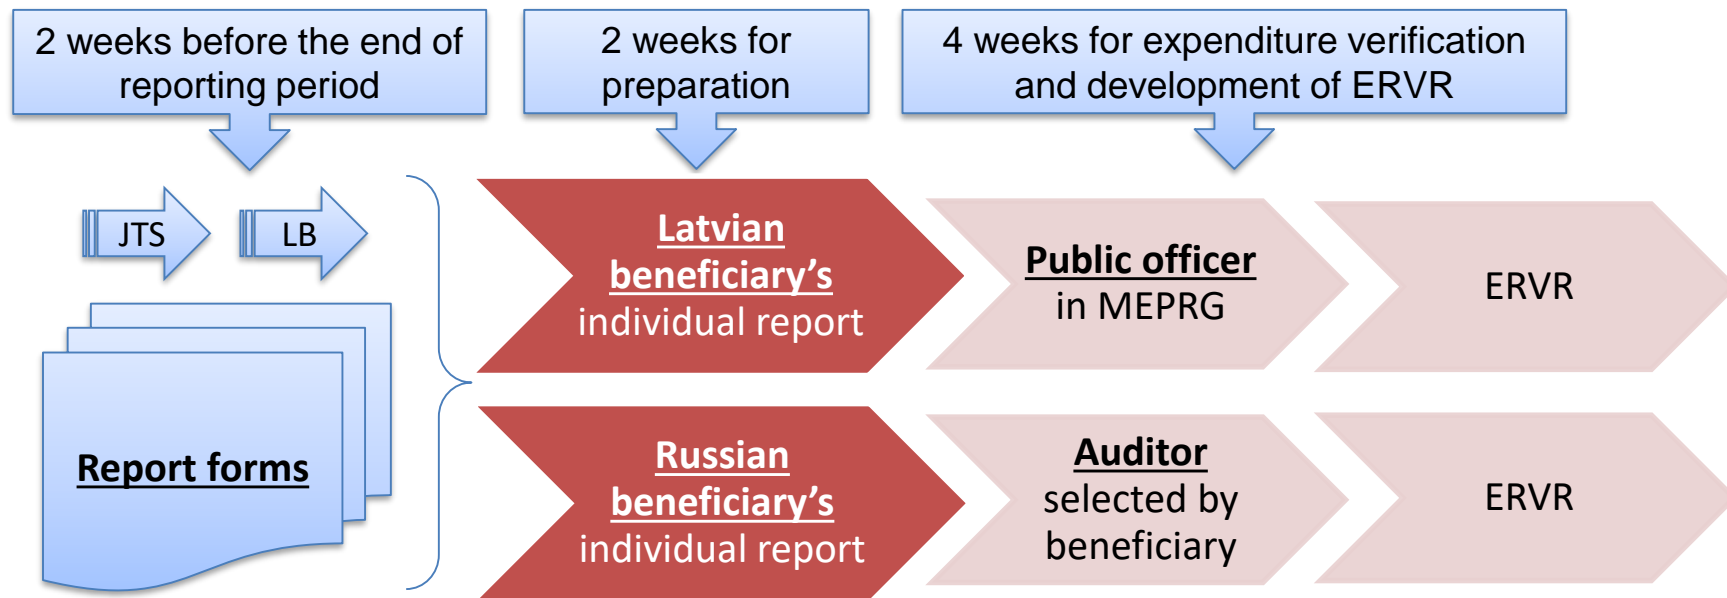 2 weeks before the end of
reporting period
2 weeks for
preparation
4 weeks for expenditure verification
and development of ERVR
JTS
LB
Report forms
Latvian
beneficiary’s
individual report
Public officer
in MEPRG
ERVR
Russian
beneficiary’s
individual report
Auditor
selected by
beneficiary
ERVR